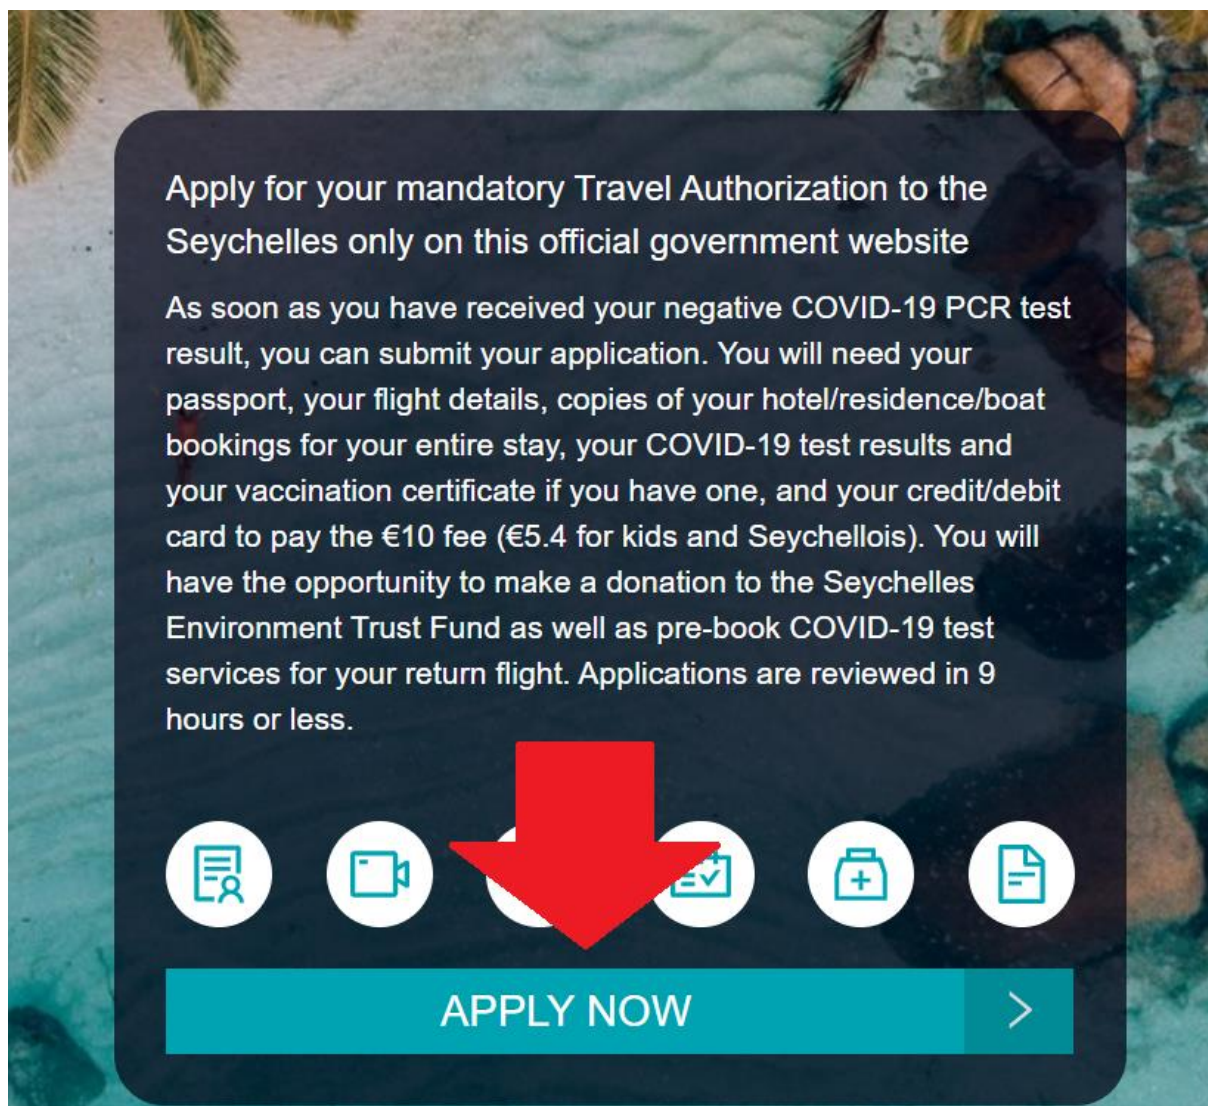 Apply for your mandatory Travel Authorization to the
Seychelles only on this official government website
As soon as you have received your negative COVID-19 PCR test
result, you can submit your application. You will need your
passport, your flight details, copies of your hotel/residence/boat
bookings for your entire stay, your COVID-19 test results and
your vaccination certificate if you have one, and your credit/debit
card to pay the €10 fee (€5.4 for kids and Seychellois). You will
have the opportunity to make a donation to the Seychelles
Environment Trust Fund as well as pre-book COVID-19 test
services for your return flight. Applications are reviewed in 9
hours or less.
APPLY NOW